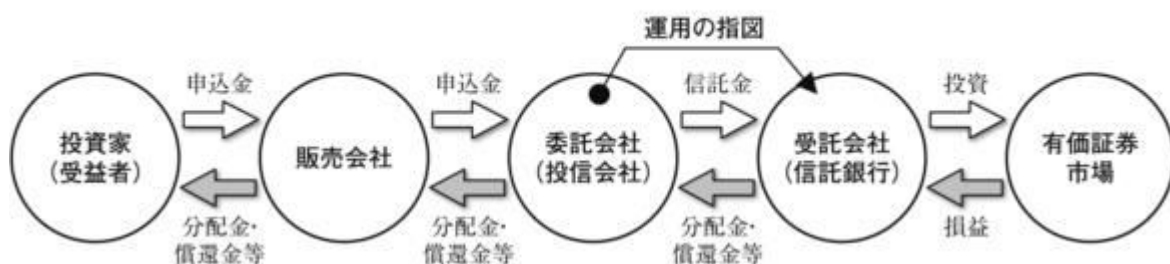 運用の指図
申込金
申込金
信託金
投資
投資家
(受益者)
販売会社
委託会社
(投信会社)
受託会社
(信託銀行)
有価証券
市場
分配金・
償還金等
分配金・
償還金等
分配金・
償還金等
損益